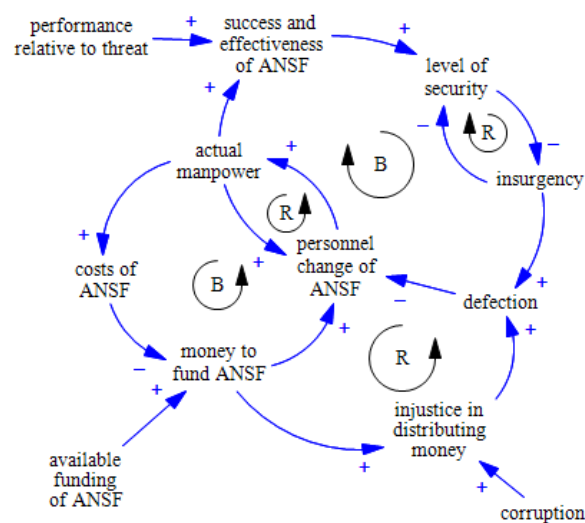 performance
relative to threat
+
success and
effectiveness
of ANSF
+
level of
security
+
−
R
−
+
B
actual
manpower
insurgency
R
+
costs of
ANSF
+
personnel
change of
ANSF
B
−
+
defection
+
+
−
+
money to
fund ANSF
R
injustice in
distributing
money
available
funding
of ANSF
+
+
corruption